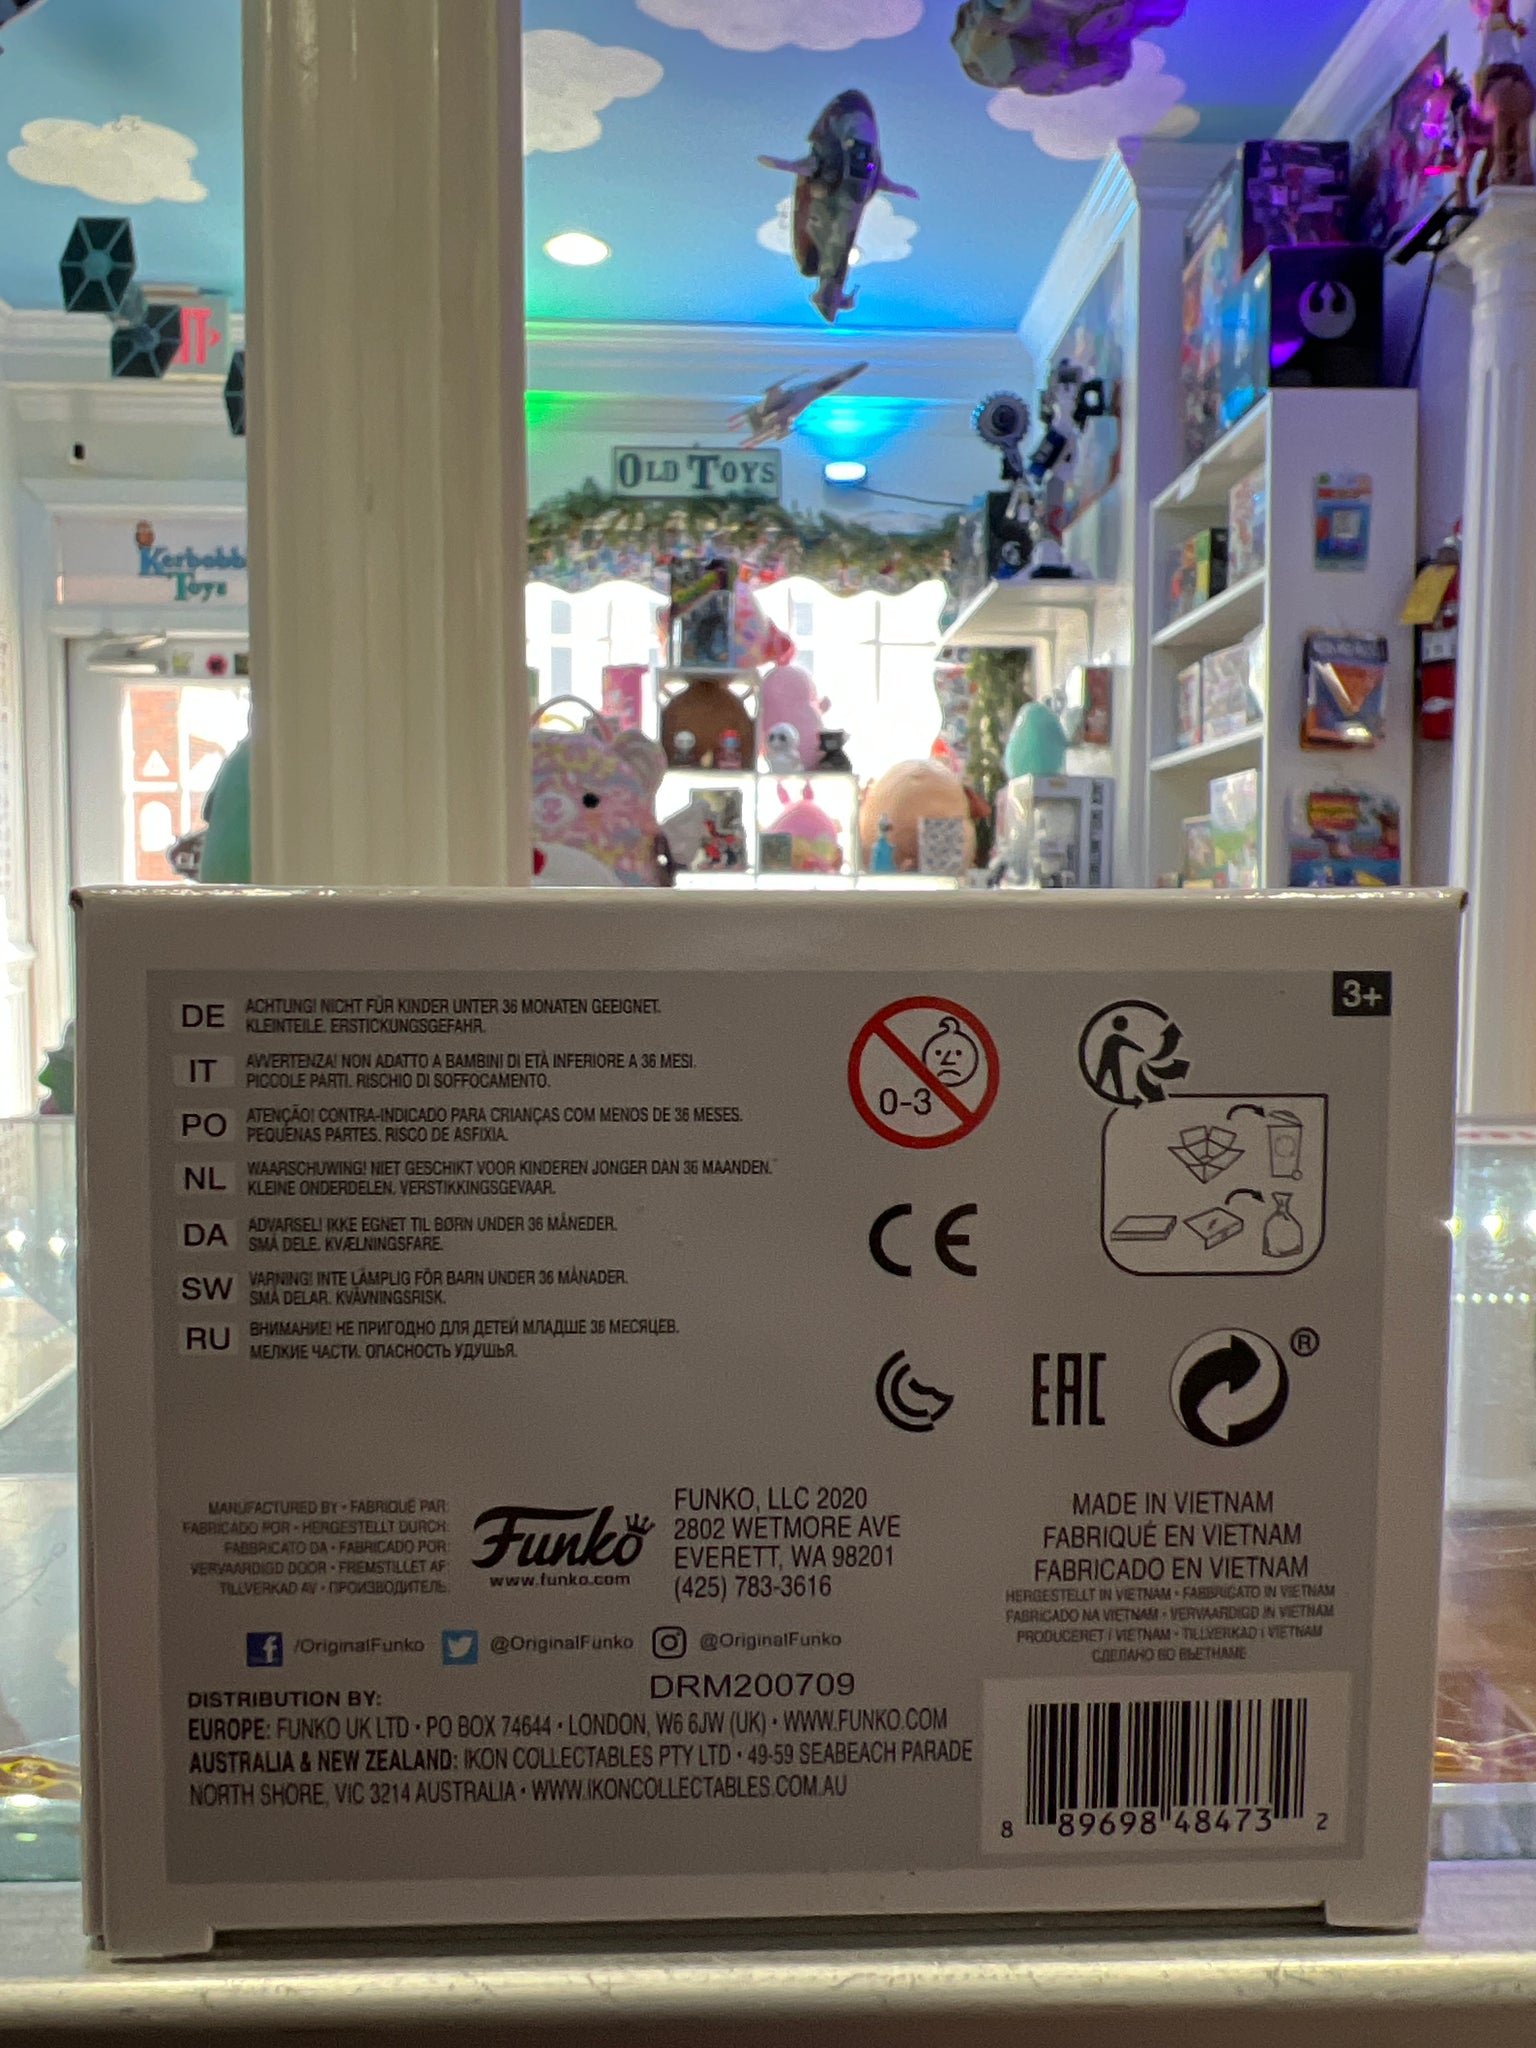 OLD TOYS
Kerbobb
Toys
3+
DE
ACHTUNG! NICHT FÜR KINDER UNTER 36 MONATEN GEEIGNET.
KLEINTEILE. ERSTICKUNGSGEFAHR.
IT
AVVERTENZA! NON ADATTO A BAMBINI DI ETÀ INFERIORE A 36 MESI.
PICCOLE PARTI. RISCHIO DI SOFFOCAMENTO.
PO
ATENÇÃO! CONTRA-INDICADO PARA CRIANÇAS COM MENOS DE 36 MESES.
PEQUENAS PARTES. RISCO DE ASFIXIA.
NL
WAARSCHUWING! NIET GESCHIKT VOOR KINDEREN JONGER DAN 36 MAANDEN.
KLEINE ONDERDELEN. VERSTIKKINGSGEVAAR.
DA
ADVARSEL! IKKE EGNET TIL BØRN UNDER 36 MÅNEDER.
SMÅ DELE. KVÆLNINGSFARE.
SW
VARNING! INTE LÄMPLIG FÖR BARN UNDER 36 MÅNADER.
SMÅ DELAR. KVÄVNINGSRISK.
RU
ВНИМАНИЕ! НЕ ПРИГОДНО ДЛЯ ДЕТЕЙ МЛАДШЕ 36 МЕСЯЦЕВ.
МЕЛКИЕ ЧАСТИ. ОПАСНОСТЬ УДУШЬЯ.
0-3
CE
EAC
®
MANUFACTURED BY • FABRIQUÉ PAR:
FABRICADO POR • HERGESTELLT DURCH:
FABBRICATO DA • FABRICADO POR:
VERVAARDIGD DOOR • FREMSTILLET AF:
TILLVERKAD AV • ПРОИЗВОДИТЕЛЬ:
Funko
www.funko.com
FUNKO, LLC 2020
2802 WETMORE AVE
EVERETT, WA 98201
(425) 783-3616
MADE IN VIETNAM
FABRIQUÉ EN VIETNAM
FABRICADO EN VIETNAM
HERGESTELLT IN VIETNAM • FABBRICATO IN VIETNAM
FABRICADO NA VIETNAM • VERVAARDIGD IN VIETNAM
PRODUCERET I VIETNAM • TILLVERKAD I VIETNAM
СДЕЛАНО ВО ВЬЕТНАМЕ
/OriginalFunko @OriginalFunko @OriginalFunko
DRM200709
DISTRIBUTION BY:
EUROPE: FUNKO UK LTD • PO BOX 74644 • LONDON, W6 6JW (UK) • WWW.FUNKO.COM
AUSTRALIA & NEW ZEALAND: IKON COLLECTABLES PTY LTD • 49-59 SEABEACH PARADE
NORTH SHORE, VIC 3214 AUSTRALIA • WWW.IKONCOLLECTABLES.COM.AU
8 89698 48473 2